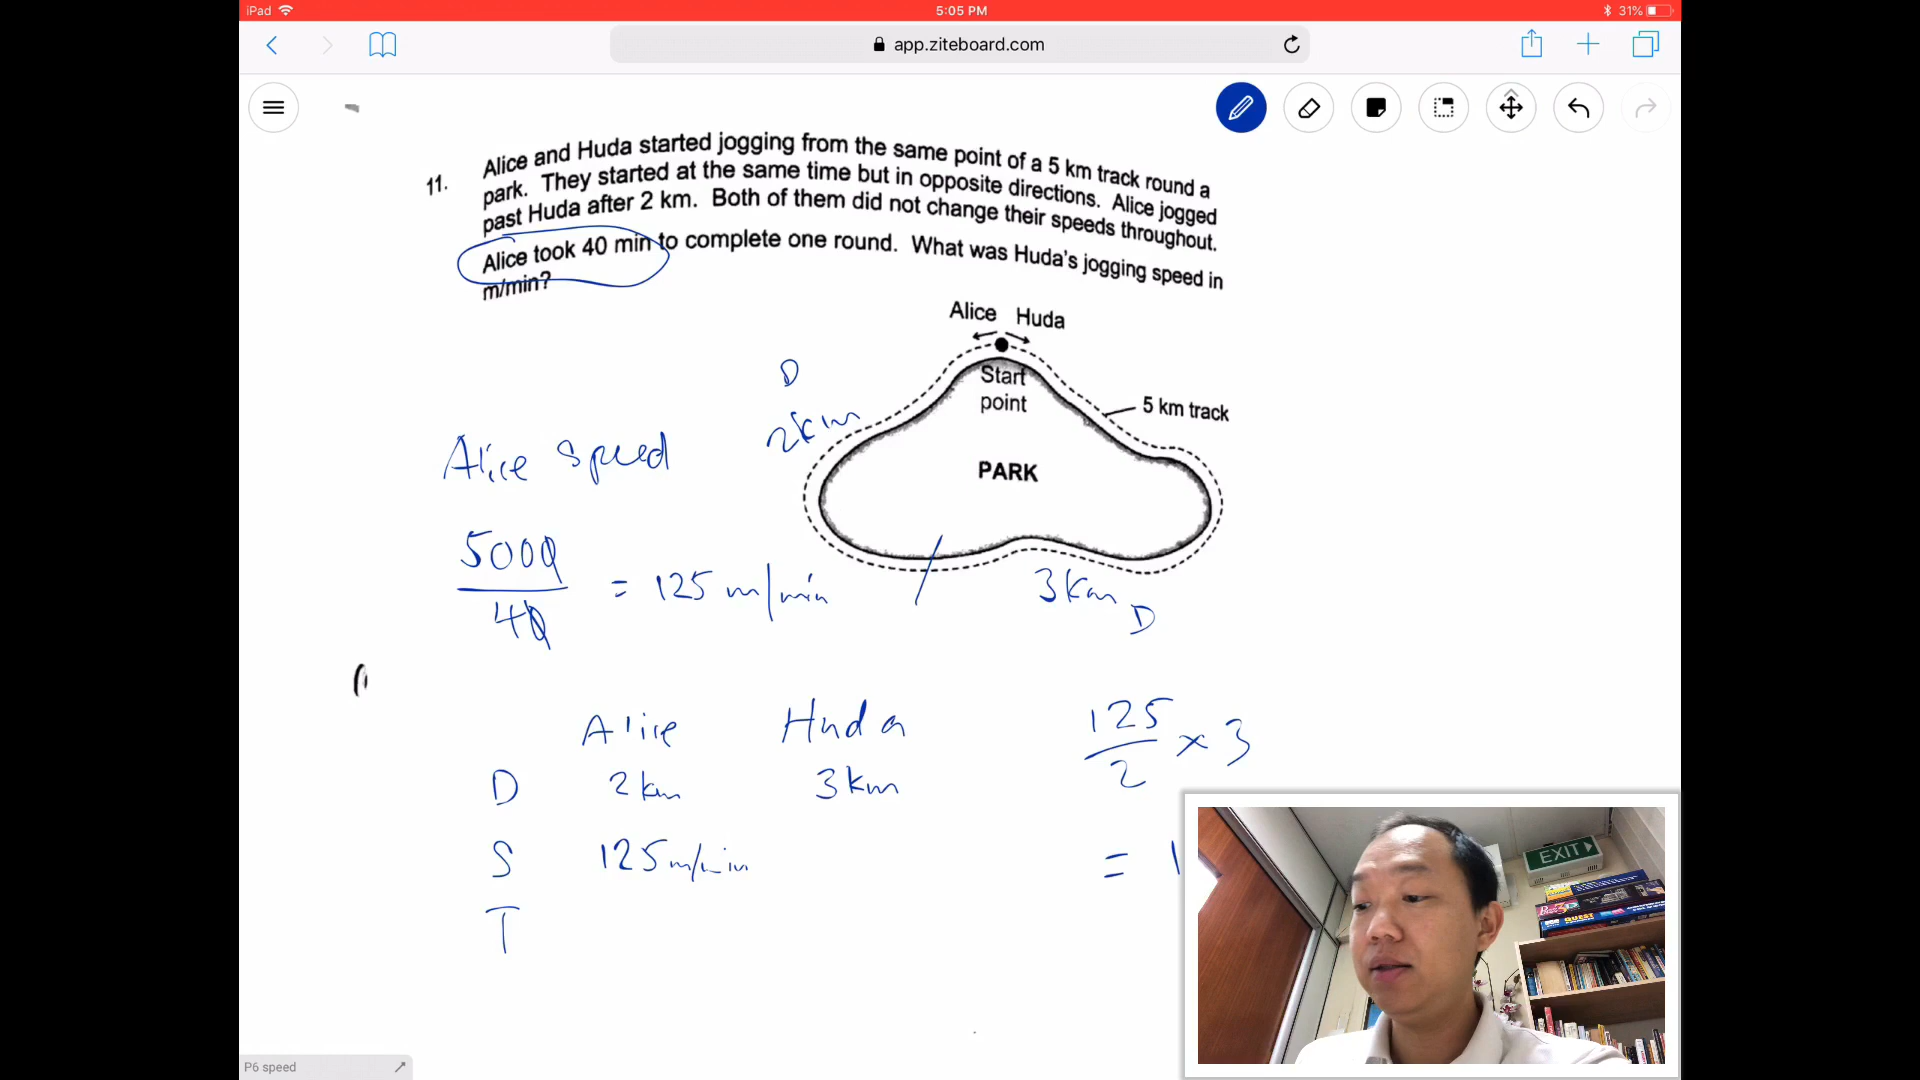 iPad 5:05 PM 31%
app.ziteboard.com
11. Alice and Huda started jogging from the same point of a 5 km track round a
park. They started at the same time but in opposite directions. Alice jogged
past Huda after 2 km. Both of them did not change their speeds throughout.
Alice took 40 min to complete one round. What was Huda's jogging speed in
m/min?
Alice Huda
Start
point
5 km track
PARK
D
2km
Alice Speed
5000
40
= 125 m/min
3km
D
Alice Huda
D 2km 3km
S 125m/min
T
125
2
× 3
= 1
EXIT
QUEST
P6 speed